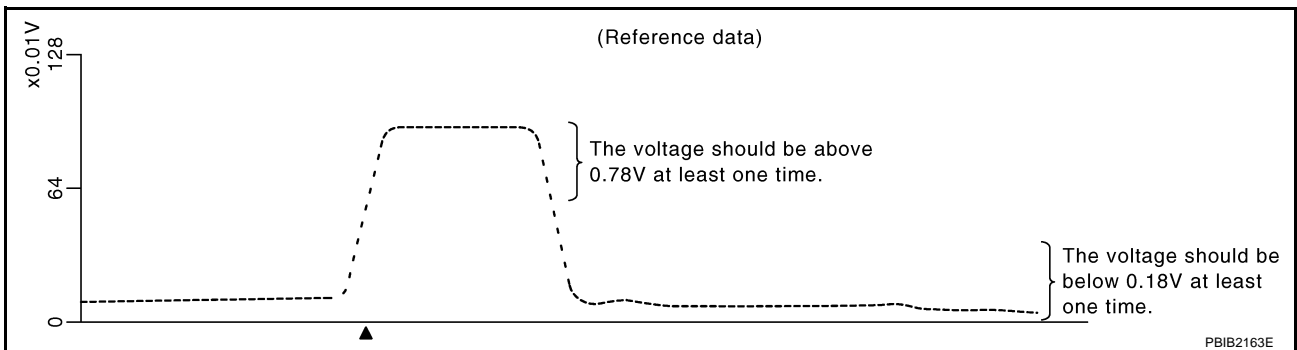 (Reference data)
x0.01V
128
64
0
The voltage should be above
0.78V at least one time.
The voltage should be
below 0.18V at least
one time.
PBIB2163E